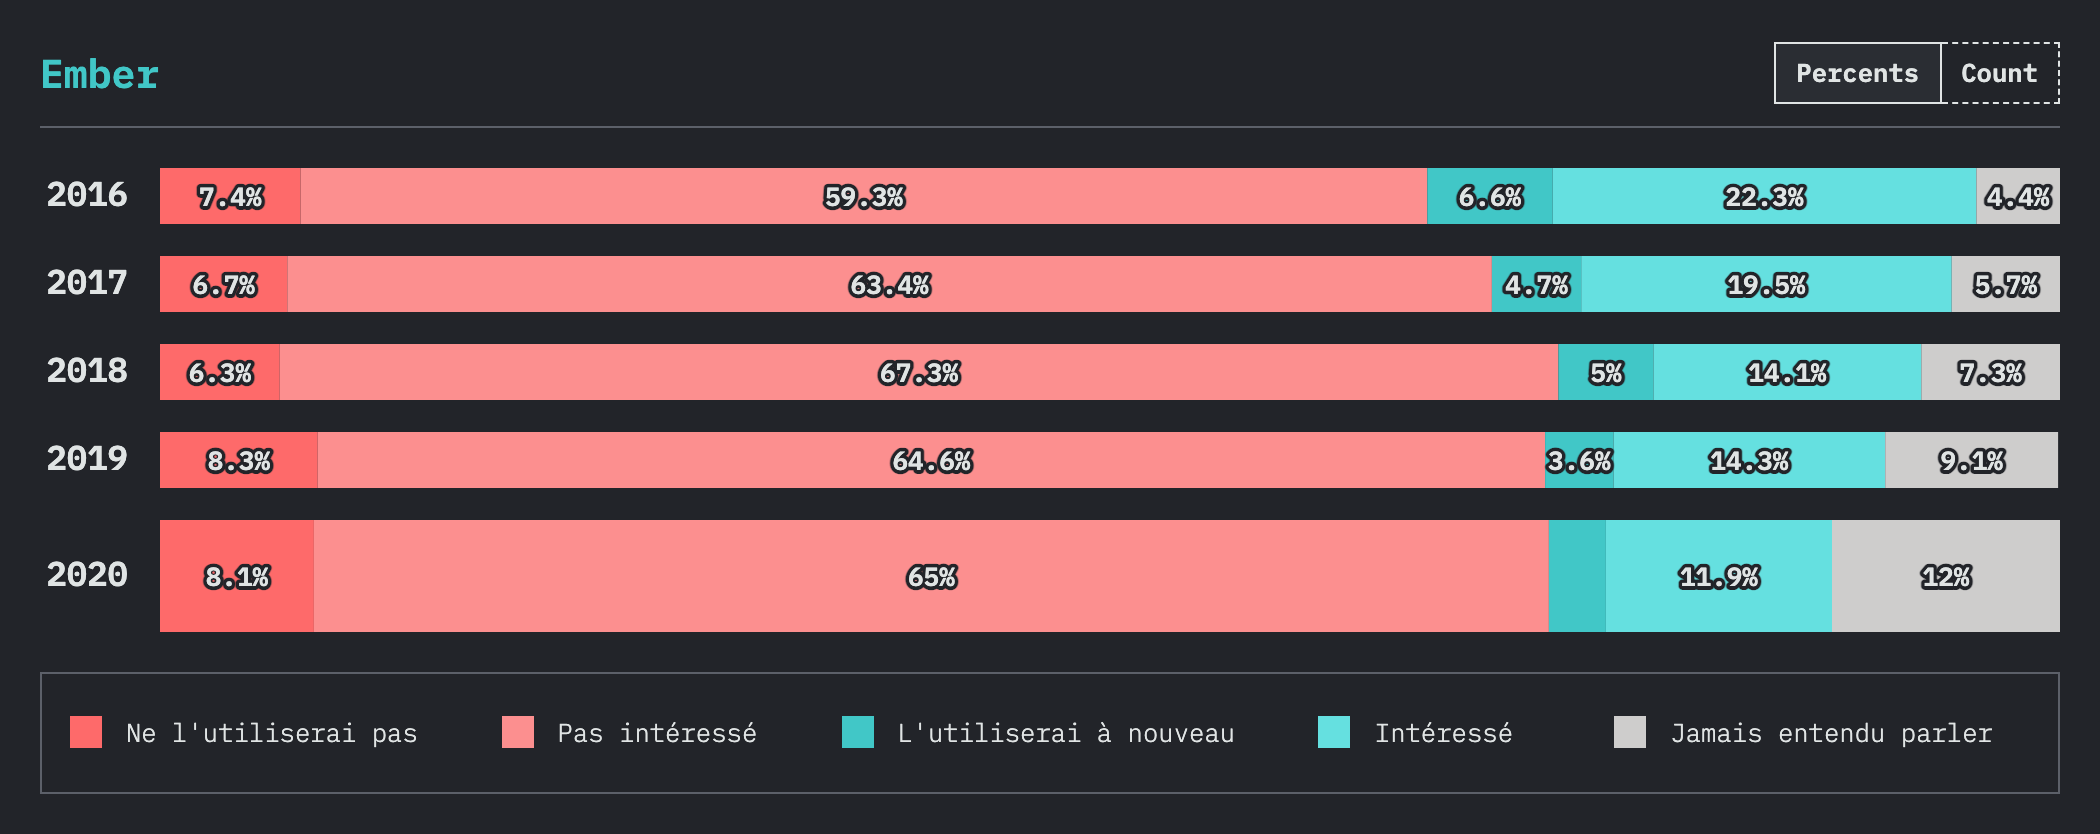 Ember
Percents Count
2016 7.4% 59.3% 6.6% 22.3% 4.4%
2017 6.7% 63.4% 4.7% 19.5% 5.7%
2018 6.3% 67.3% 5% 14.1% 7.3%
2019 8.3% 64.6% 3.6% 14.3% 9.1%
2020 8.1% 65% 11.9% 12%
Ne l'utiliserai pas Pas intéressé L'utiliserai à nouveau Intéressé Jamais entendu parler